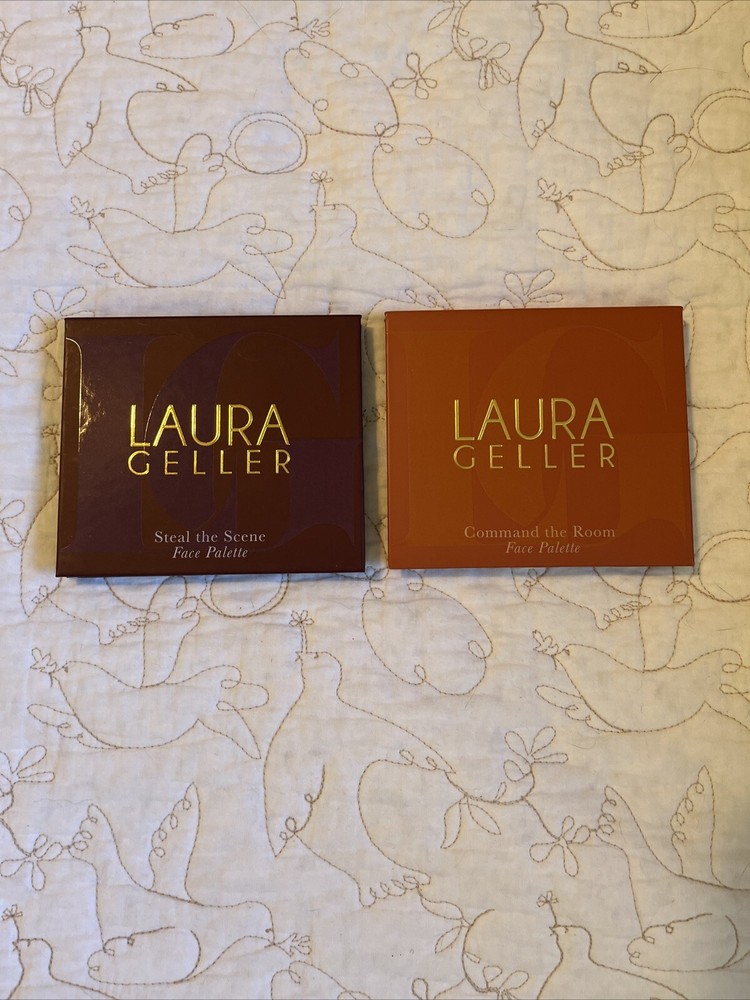 LAURA
GELLER
Steal the Scene
Face Palette
LAURA
GELLER
Command the Room
Face Palette